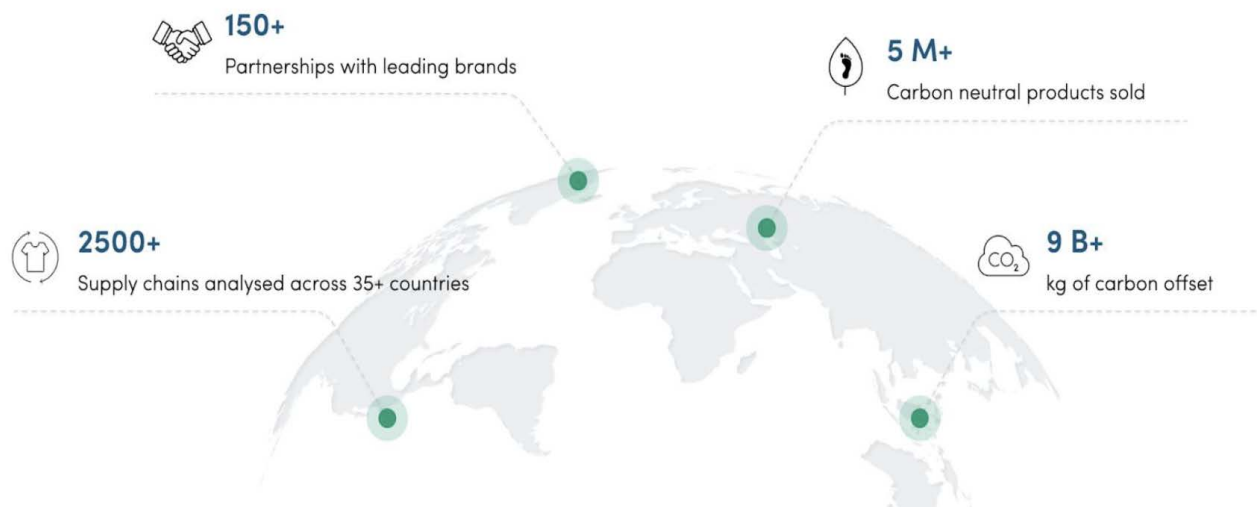 150+
Partnerships with leading brands
5 M+
Carbon neutral products sold
2500+
Supply chains analysed across 35+ countries
9 B+
kg of carbon offset
CO2